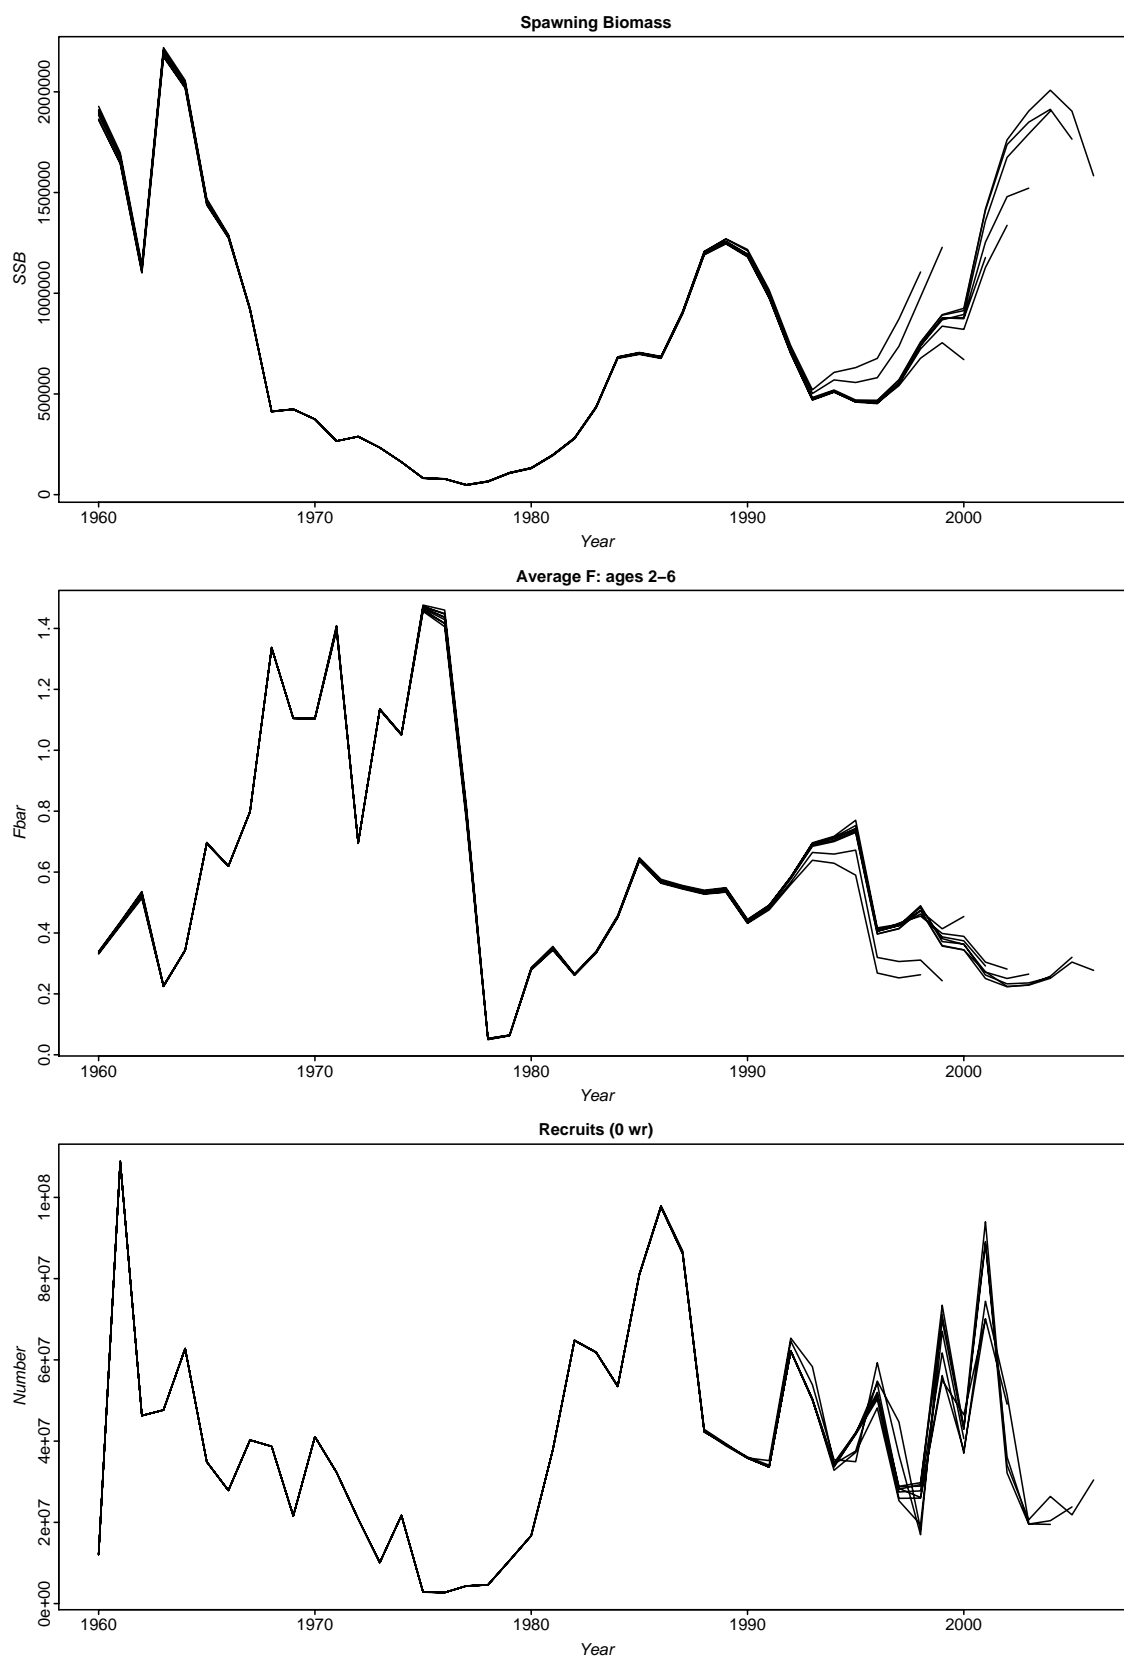 Spawning Biomass
SSB
0 500000 1000000 1500000 2000000
1960 1970 1980 1990 2000
Year
Average F: ages 2−6
Fbar
0.0 0.2 0.4 0.6 0.8 1.0 1.2 1.4
1960 1970 1980 1990 2000
Year
Recruits (0 wr)
Number
0e+00 2e+07 4e+07 6e+07 8e+07 1e+08
1960 1970 1980 1990 2000
Year